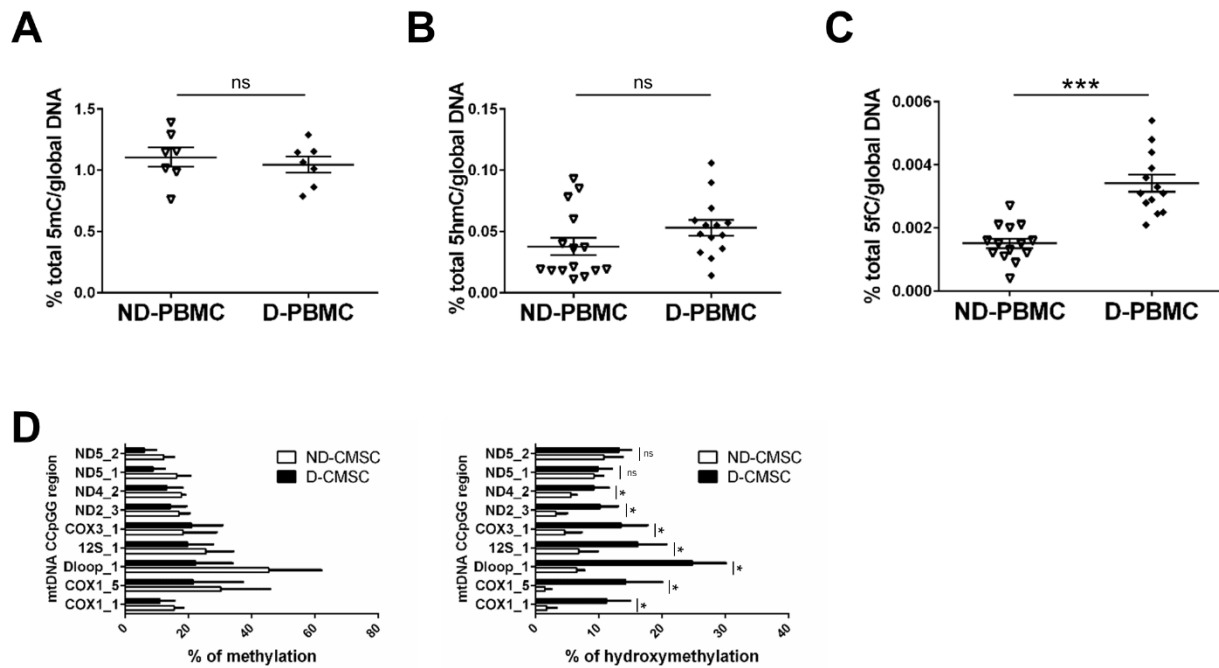 A
B
C
ns
ns
***
% total 5mC/global DNA
1.5
1.0
0.5
0.0
ND-PBMC
D-PBMC
% total 5hmC/global DNA
0.15
0.10
0.05
0.00
ND-PBMC
D-PBMC
% total 5fC/global DNA
0.006
0.004
0.002
0.000
ND-PBMC
D-PBMC
D
mtDNA CCpGG region
ND5_2
ND5_1
ND4_2
ND2_3
COX3_1
12S_1
Dloop_1
COX1_5
COX1_1
ND-CMSC
D-CMSC
0
20
40
60
80
% of methylation
mtDNA CCpGG region
ND5_2
ND5_1
ND4_2
ND2_3
COX3_1
12S_1
Dloop_1
COX1_5
COX1_1
ns
ns
*
*
*
*
*
*
*
ND-CMSC
D-CMSC
0
10
20
30
40
% of hydroxymethylation